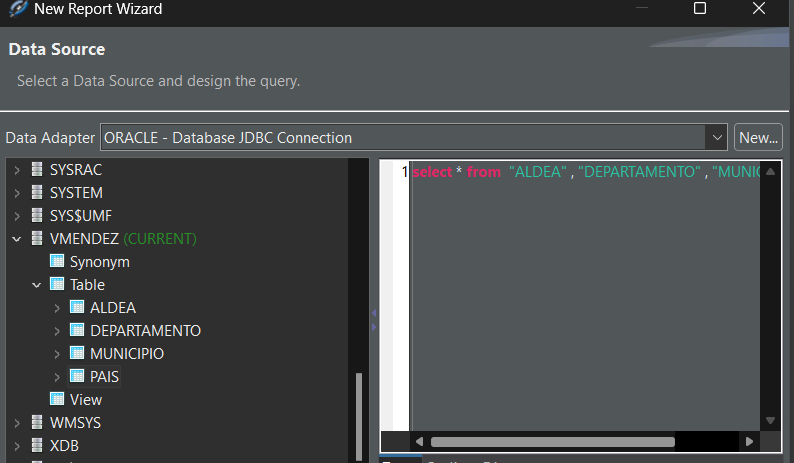 New Report Wizard
Data Source
Select a Data Source and design the query.
Data Adapter ORACLE - Database JDBC Connection New...
SYSRAC
SYSTEM
SYS$UMF
VMENDEZ (CURRENT)
Synonym
Table
ALDEA
DEPARTAMENTO
MUNICIPIO
PAIS
View
WMSYS
XDB
1 select * from "ALDEA" , "DEPARTAMENTO" , "MUNIC